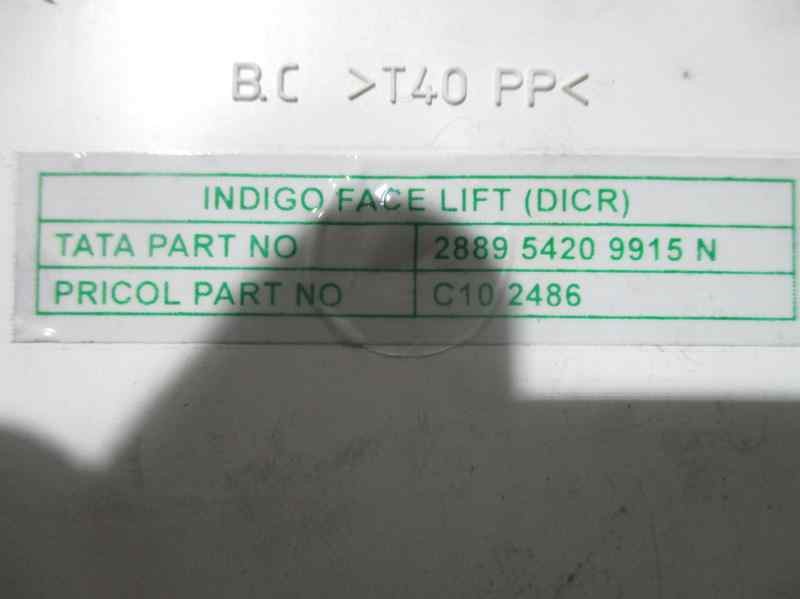 B.C >T40 PP<
INDIGO FACE LIFT (DICR)
TATA PART NO 2889 5420 9915 N
PRICOL PART NO C10 2486